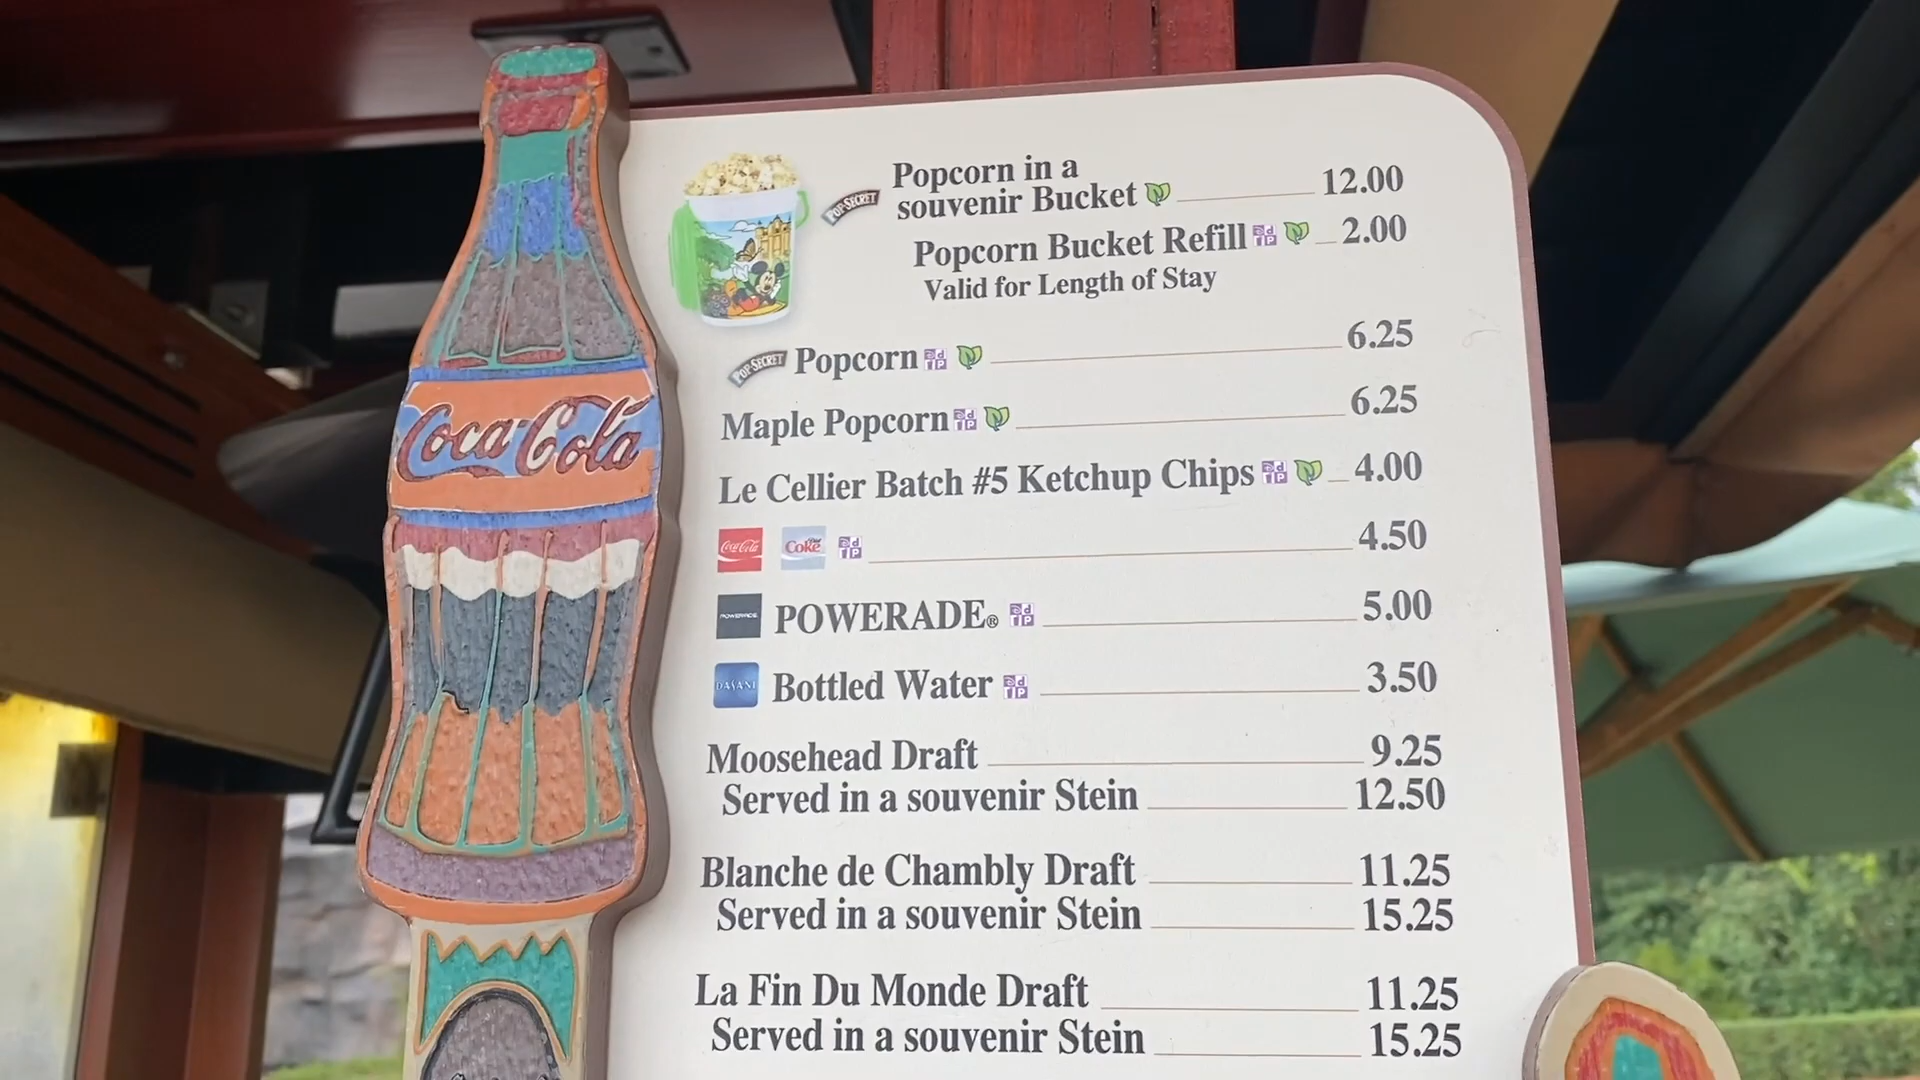 Coca-Cola
POP·SECRET
Popcorn in a
souvenir Bucket 12.00
Popcorn Bucket Refill 2.00
Valid for Length of Stay
POP·SECRET Popcorn 6.25
Maple Popcorn 6.25
Le Cellier Batch #5 Ketchup Chips 4.00
Coca-Cola Diet Coke 4.50
POWERADE POWERADE® 5.00
DASANI Bottled Water 3.50
Moosehead Draft 9.25
Served in a souvenir Stein 12.50
Blanche de Chambly Draft 11.25
Served in a souvenir Stein 15.25
La Fin Du Monde Draft 11.25
Served in a souvenir Stein 15.25